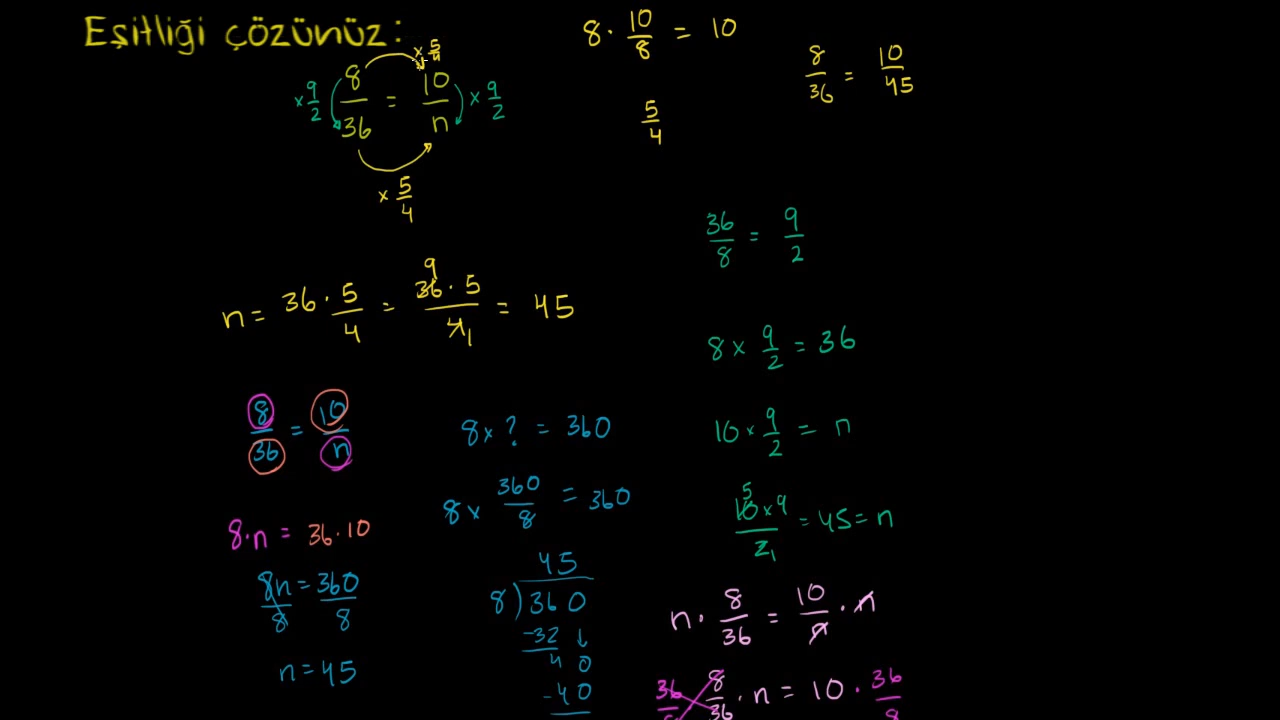 Eşitliği çözünüz:
8/36 = 10/n
× 9/2
× 9/2
× 5/4
× 5/4
8 · 10/8 = 10
5/4
8/36 = 10/45
36/8 = 9/2
n = 36 · 5/4 = 36 · 5/4 = 45
9
1
8 × 9/2 = 36
10 × 9/2 = n
5
10 × 9/2 = 45 = n
1
8/36 = 10/n
8 · n = 36 · 10
8n/8 = 360/8
n = 45
8 × ? = 360
8 × 360/8 = 360
45
8 ) 360
-32
40
-40
n · 8/36 = 10/n · n
8/36 · n = 10 · 36/8